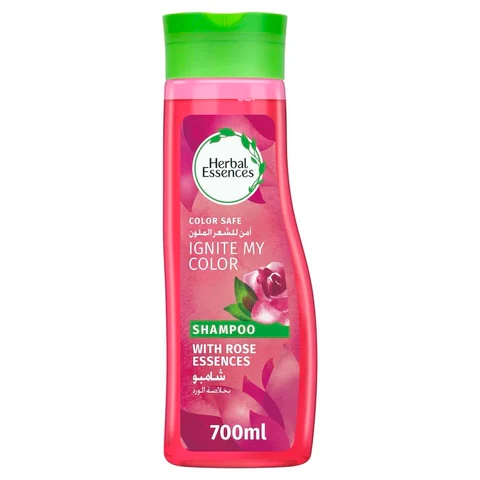 Herbal
Essences
COLOR SAFE
أمن للشعر الملون
IGNITE MY
COLOR
SHAMPOO
WITH ROSE
ESSENCES
شامبو
بخلاصة الورد
700ml